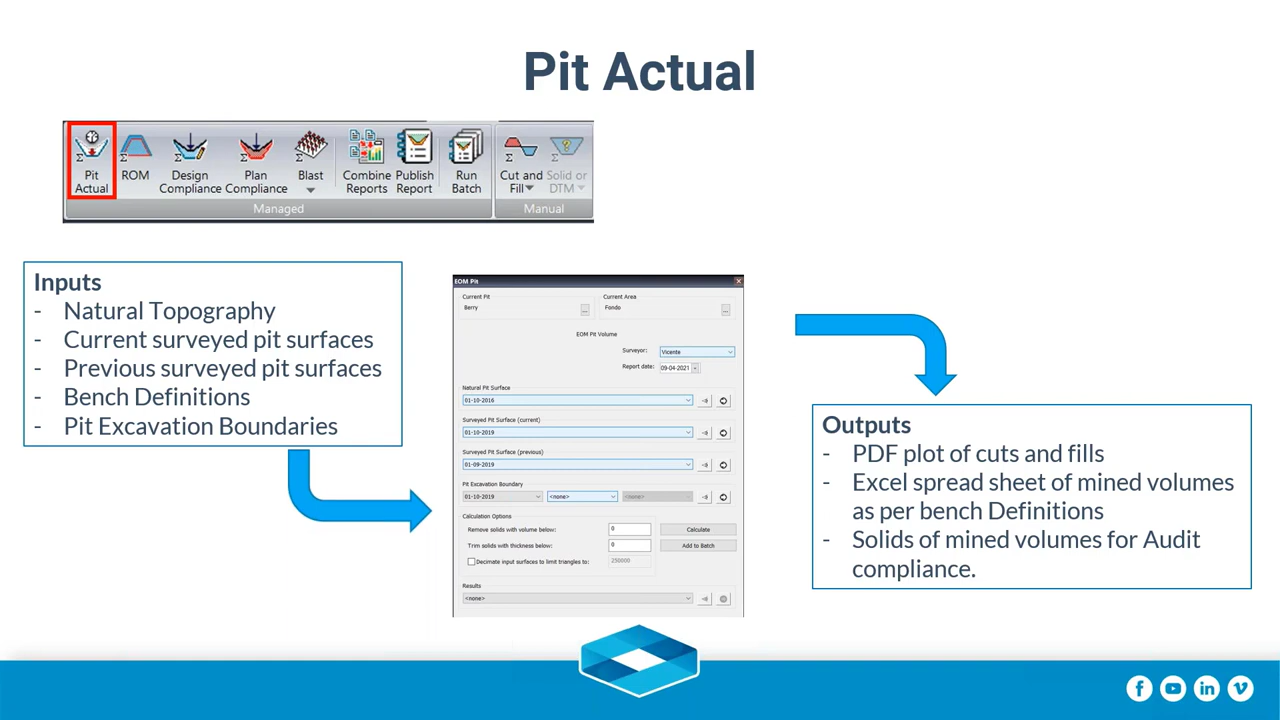 Pit Actual
Pit Actual
ROM
Design Compliance
Plan Compliance
Blast
Combine Reports
Publish Report
Run Batch
Cut and Fill
Solid or DTM
Managed
Manual
Inputs
- Natural Topography
- Current surveyed pit surfaces
- Previous surveyed pit surfaces
- Bench Definitions
- Pit Excavation Boundaries
EOM Pit
Current Pit
Berry
...
Current Area
Fondo
...
EOM Pit Volume
Surveyor: Vicente
Report date: 09-04-2021
Natural Pit Surface
01-10-2016
Surveyed Pit Surface (current)
01-10-2019
Surveyed Pit Surface (previous)
01-09-2019
Pit Excavation Boundary
01-10-2019 <none> <none>
Calculation Options
Remove solids with volume below: 0 Calculate
Trim solids with thickness below: 0 Add to Batch
Decimate input surfaces to limit triangles to: 250000
Results
<none>
Outputs
- PDF plot of cuts and fills
- Excel spread sheet of mined volumes
as per bench Definitions
- Solids of mined volumes for Audit
compliance.